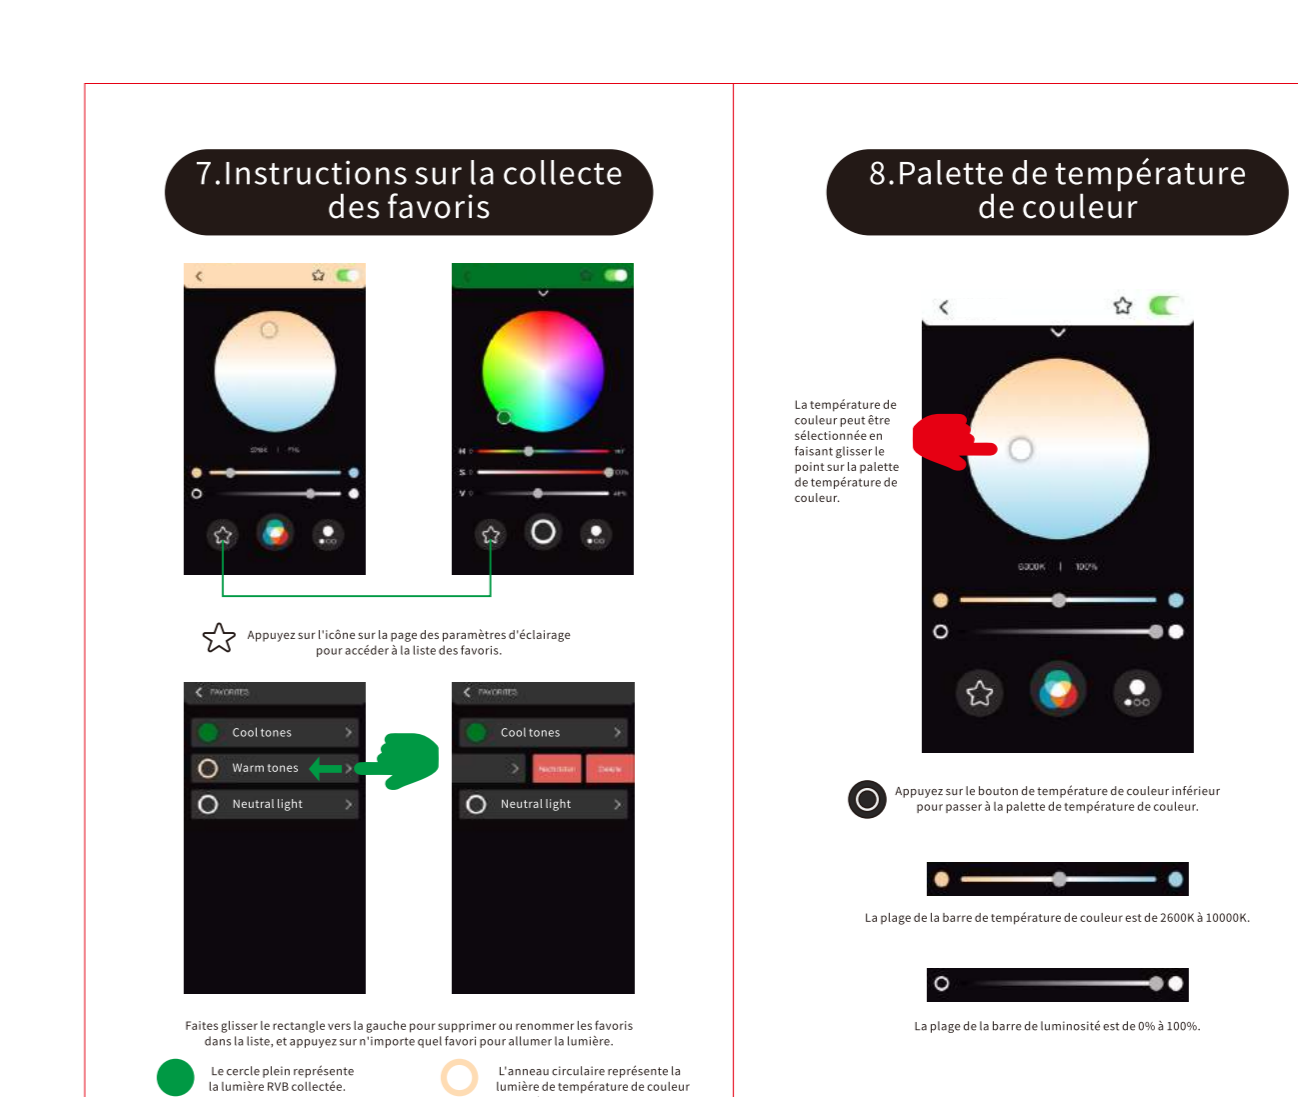 7.Instructions sur la collecte
des favoris
H
S
V
Appuyez sur l'icône sur la page des paramètres d'éclairage
pour accéder à la liste des favoris.
FAVORITES
Cool tones
Warm tones
Neutral light
FAVORITES
Cool tones
Delete
Neutral light
Faites glisser le rectangle vers la gauche pour supprimer ou renommer les favoris
dans la liste, et appuyez sur n'importe quel favori pour allumer la lumière.
Le cercle plein représente
la lumière RVB collectée.
L'anneau circulaire représente la
lumière de température de couleur
8.Palette de température
de couleur
La température de
couleur peut être
sélectionnée en
faisant glisser le
point sur la palette
de température de
couleur.
6300K | 100%
Appuyez sur le bouton de température de couleur inférieur
pour passer à la palette de température de couleur.
La plage de la barre de température de couleur est de 2600K à 10000K.
La plage de la barre de luminosité est de 0% à 100%.